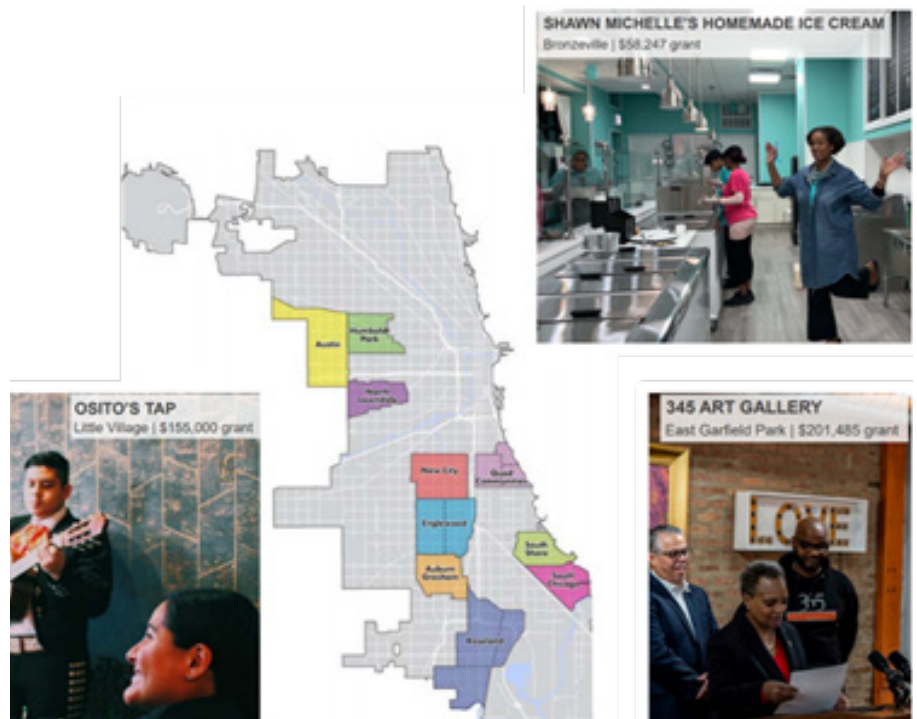 SHAWN MICHELLE'S HOMEMADE ICE CREAM
Bronzeville | $58,247 grant
Austin
Humboldt
Park
North
Lawndale
New City
Quad
Communities
Englewood
Auburn
Gresham
South
Shore
South
Chicago
Roseland
OSITO'S TAP
Little Village | $155,000 grant
345 ART GALLERY
East Garfield Park | $201,485 grant
LOVE
345